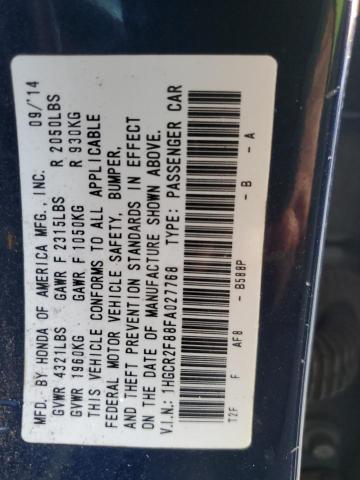 MFD. BY HONDA OF AMERICA MFG., INC. 09/14
GVWR 4321LBS GAWR F 2315LBS R 2050LBS
GVWR 1960KG GAWR F 1050KG R 930KG
THIS VEHICLE CONFORMS TO ALL APPLICABLE
FEDERAL MOTOR VEHICLE SAFETY, BUMPER,
AND THEFT PREVENTION STANDARDS IN EFFECT
ON THE DATE OF MANUFACTURE SHOWN ABOVE.
V.I.N.: 1HGCR2F88FA027768 TYPE: PASSENGER CAR
T2F F AF8 - B588P - B - A